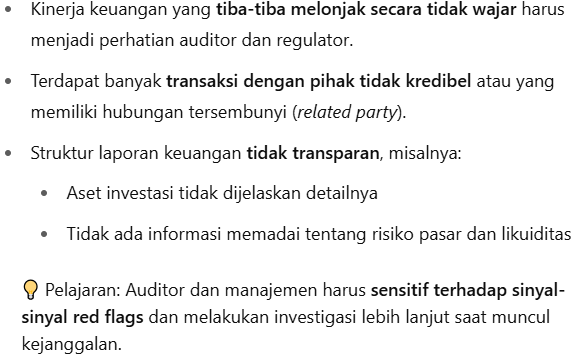 • Kinerja keuangan yang tiba-tiba melonjak secara tidak wajar harus
menjadi perhatian auditor dan regulator.
• Terdapat banyak transaksi dengan pihak tidak kredibel atau yang
memiliki hubungan tersembunyi (related party).
• Struktur laporan keuangan tidak transparan, misalnya:
• Aset investasi tidak dijelaskan detailnya
• Tidak ada informasi memadai tentang risiko pasar dan likuiditas
💡 Pelajaran: Auditor dan manajemen harus sensitif terhadap sinyal-
sinyal red flags dan melakukan investigasi lebih lanjut saat muncul
kejanggalan.